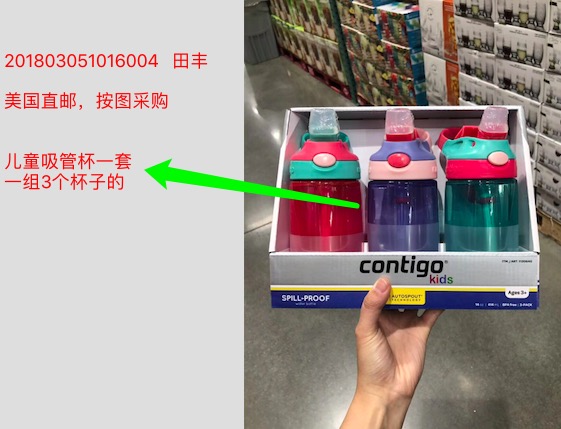 201803051016004 田丰
美国直邮，按图采购
儿童吸管杯一套
一组3个杯子的
contigo
kids
SPILL-PROOF
AUTOSPOUT
TECHNOLOGY
Ages 3+